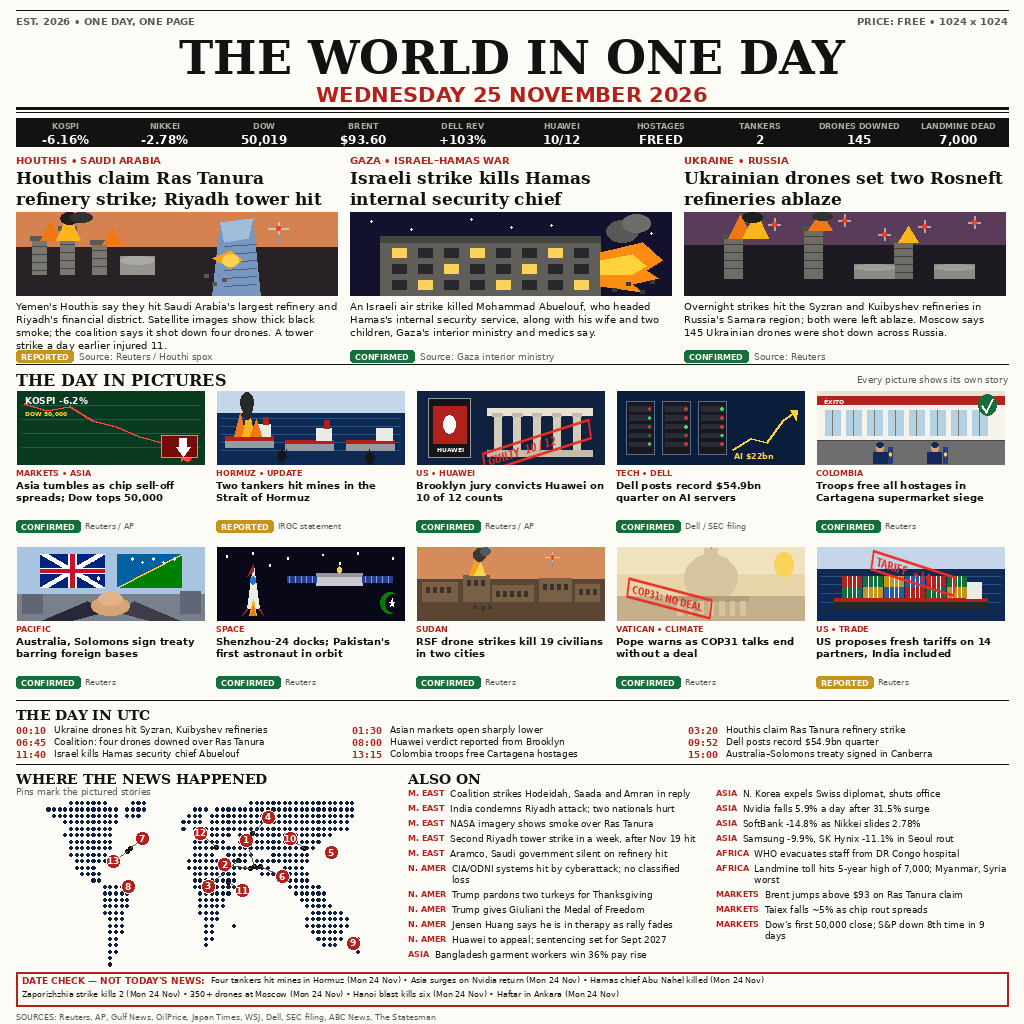 EST. 2026 • ONE DAY, ONE PAGE
PRICE: FREE • 1024 x 1024
THE WORLD IN ONE DAY
WEDNESDAY 25 NOVEMBER 2026
KOSPI NIKKEI DOW BRENT DELL REV HUAWEI HOSTAGES TANKERS DRONES DOWNED LANDMINE DEAD
-6.16% -2.78% 50,019 $93.60 +103% 10/12 FREED 2 145 7,000
HOUTHIS • SAUDI ARABIA
Houthis claim Ras Tanura
refinery strike; Riyadh tower hit
Yemen's Houthis say they hit Saudi Arabia's largest refinery and
Riyadh's financial district. Satellite images show thick black
smoke; the coalition says it shot down four drones. A tower
strike a day earlier injured 11.
REPORTED Source: Reuters / Houthi spox
GAZA • ISRAEL–HAMAS WAR
Israeli strike kills Hamas
internal security chief
An Israeli air strike killed Mohammad Abuelouf, who headed
Hamas's internal security service, along with his wife and two
children, Gaza's interior ministry and medics say.
CONFIRMED Source: Gaza interior ministry
UKRAINE • RUSSIA
Ukrainian drones set two Rosneft
refineries ablaze
Overnight strikes hit the Syzran and Kuibyshev refineries in
Russia's Samara region; both were left ablaze. Moscow says
145 Ukrainian drones were shot down across Russia.
CONFIRMED Source: Reuters
THE DAY IN PICTURES
Every picture shows its own story
KOSPI -6.2%
DOW 50,000
MARKETS • ASIA
Asia tumbles as chip sell-off
spreads; Dow tops 50,000
CONFIRMED Reuters / AP
HORMUZ • UPDATE
Two tankers hit mines in the
Strait of Hormuz
REPORTED IRGC statement
HUAWEI
GUILTY 10/12
US • HUAWEI
Brooklyn jury convicts Huawei on
10 of 12 counts
CONFIRMED Reuters / AP
AI $22bn
TECH • DELL
Dell posts record $54.9bn
quarter on AI servers
CONFIRMED Dell / SEC filing
ÉXITO
COLOMBIA
Troops free all hostages in
Cartagena supermarket siege
CONFIRMED Reuters
PACIFIC
Australia, Solomons sign treaty
barring foreign bases
CONFIRMED Reuters
SPACE
Shenzhou-24 docks; Pakistan's
first astronaut in orbit
CONFIRMED Reuters
SUDAN
RSF drone strikes kill 19 civilians
in two cities
CONFIRMED Reuters
COP31: NO DEAL
VATICAN • CLIMATE
Pope warns as COP31 talks end
without a deal
CONFIRMED Reuters
TARIFF
US • TRADE
US proposes fresh tariffs on 14
partners, India included
REPORTED Reuters
THE DAY IN UTC
00:10 Ukraine drones hit Syzran, Kuibyshev refineries
01:30 Asian markets open sharply lower
03:20 Houthis claim Ras Tanura refinery strike
06:45 Coalition: four drones downed over Ras Tanura
08:00 Huawei verdict reported from Brooklyn
09:52 Dell posts record $54.9bn quarter
11:40 Israel kills Hamas security chief Abuelouf
13:15 Colombia troops free Cartagena hostages
15:00 Australia–Solomons treaty signed in Canberra
WHERE THE NEWS HAPPENED
Pins mark the pictured stories
4
12
7
1
10
5
13
2
6
8
3
11
9
ALSO ON
M. EAST Coalition strikes Hodeidah, Saada and Amran in reply
M. EAST India condemns Riyadh attack; two nationals hurt
M. EAST NASA imagery shows smoke over Ras Tanura
M. EAST Second Riyadh tower strike in a week, after Nov 19 hit
M. EAST Aramco, Saudi government silent on refinery hit
N. AMER CIA/ODNI systems hit by cyberattack; no classified
loss
N. AMER Trump pardons two turkeys for Thanksgiving
N. AMER Trump gives Giuliani the Medal of Freedom
N. AMER Jensen Huang says he is in therapy as rally fades
N. AMER Huawei to appeal; sentencing set for Sept 2027
ASIA Bangladesh garment workers win 36% pay rise
ASIA N. Korea expels Swiss diplomat, shuts office
ASIA Nvidia falls 5.9% a day after 31.5% surge
ASIA SoftBank -14.8% as Nikkei slides 2.78%
ASIA Samsung -9.9%, SK Hynix -11.1% in Seoul rout
AFRICA WHO evacuates staff from DR Congo hospital
AFRICA Landmine toll hits 5-year high of 7,000; Myanmar, Syria
worst
MARKETS Brent jumps above $93 on Ras Tanura claim
MARKETS Taiex falls ~5% as chip rout spreads
MARKETS Dow's first 50,000 close; S&P down 8th time in 9
days
DATE CHECK — NOT TODAY'S NEWS: Four tankers hit mines in Hormuz (Mon 24 Nov) • Asia surges on Nvidia return (Mon 24 Nov) • Hamas chief Abu Nahel killed (Mon 24 Nov)
Zaporizhzhia strike kills 2 (Mon 24 Nov) • 350+ drones at Moscow (Mon 24 Nov) • Hanoi blast kills six (Mon 24 Nov) • Haftar in Ankara (Mon 24 Nov)
SOURCES: Reuters, AP, Gulf News, OilPrice, Japan Times, WSJ, Dell, SEC filing, ABC News, The Statesman